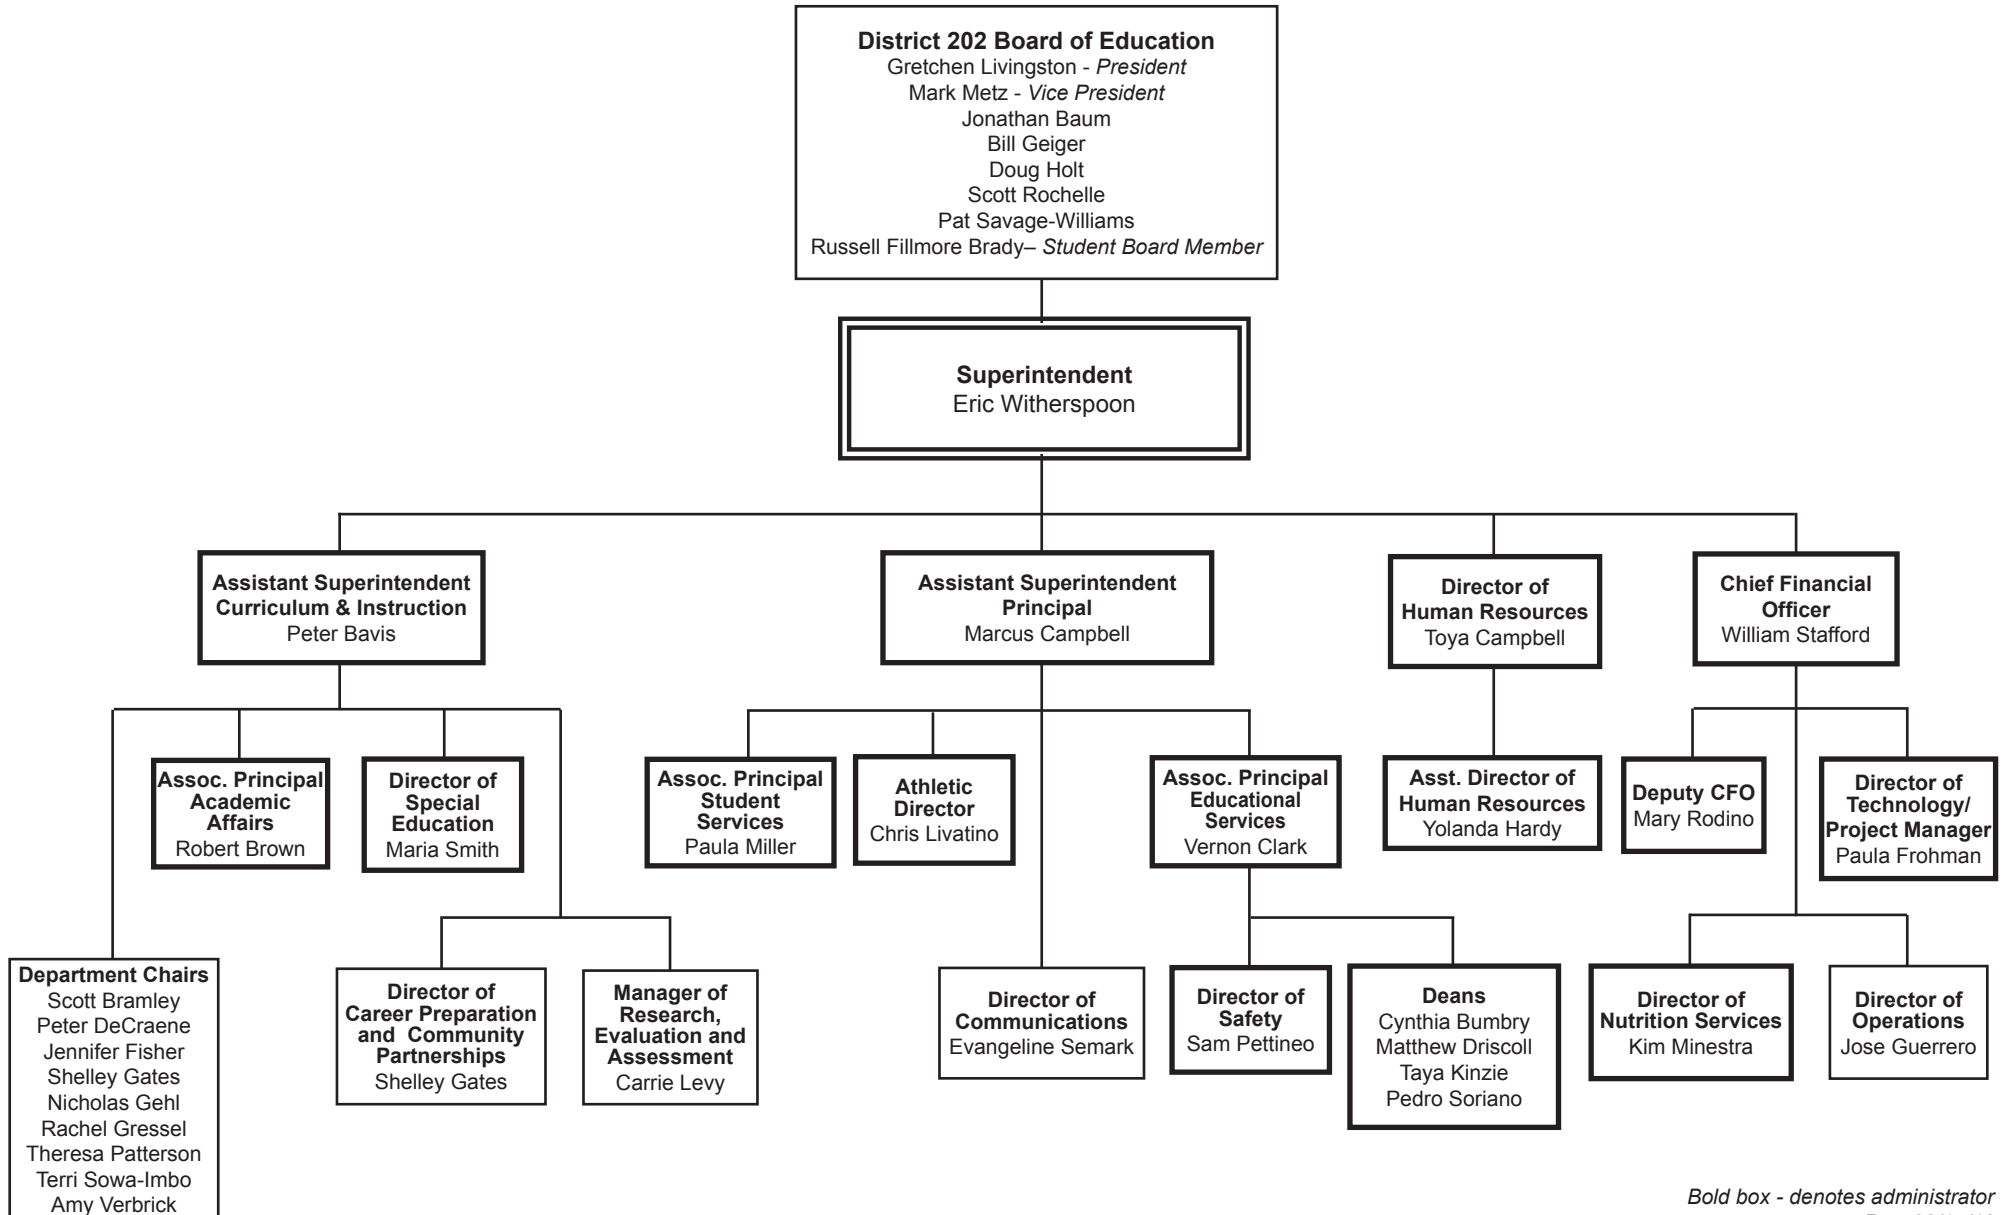 District 202 Board of Education
Gretchen Livingston - President
Mark Metz - Vice President
Jonathan Baum
Bill Geiger
Doug Holt
Scott Rochelle
Pat Savage-Williams
Russell Fillmore Brady– Student Board Member
Superintendent
Eric Witherspoon
Assistant Superintendent
Curriculum & Instruction
Peter Bavis
Assistant Superintendent
Principal
Marcus Campbell
Director of
Human Resources
Toya Campbell
Chief Financial
Officer
William Stafford
Assoc. Principal
Academic
Affairs
Robert Brown
Director of
Special
Education
Maria Smith
Assoc. Principal
Student
Services
Paula Miller
Athletic
Director
Chris Livatino
Assoc. Principal
Educational
Services
Vernon Clark
Asst. Director of
Human Resources
Yolanda Hardy
Deputy CFO
Mary Rodino
Director of
Technology/
Project Manager
Paula Frohman
Department Chairs
Scott Bramley
Peter DeCraene
Jennifer Fisher
Shelley Gates
Nicholas Gehl
Rachel Gressel
Theresa Patterson
Terri Sowa-Imbo
Amy Verbrick
Director of
Career Preparation
and Community
Partnerships
Shelley Gates
Manager of
Research,
Evaluation and
Assessment
Carrie Levy
Director of
Communications
Evangeline Semark
Director of
Safety
Sam Pettineo
Deans
Cynthia Bumbry
Matthew Driscoll
Taya Kinzie
Pedro Soriano
Director of
Nutrition Services
Kim Minestra
Director of
Operations
Jose Guerrero
Bold box - denotes administrator